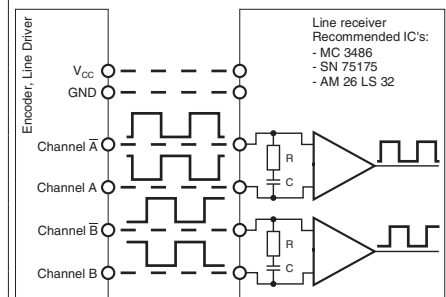 Encoder, Line Driver
Line receiver
Recommended IC's:
- MC 3486
- SN 75175
- AM 26 LS 32
VCC
GND
Channel A̅
Channel A
Channel B̅
Channel B
R
C
R
C